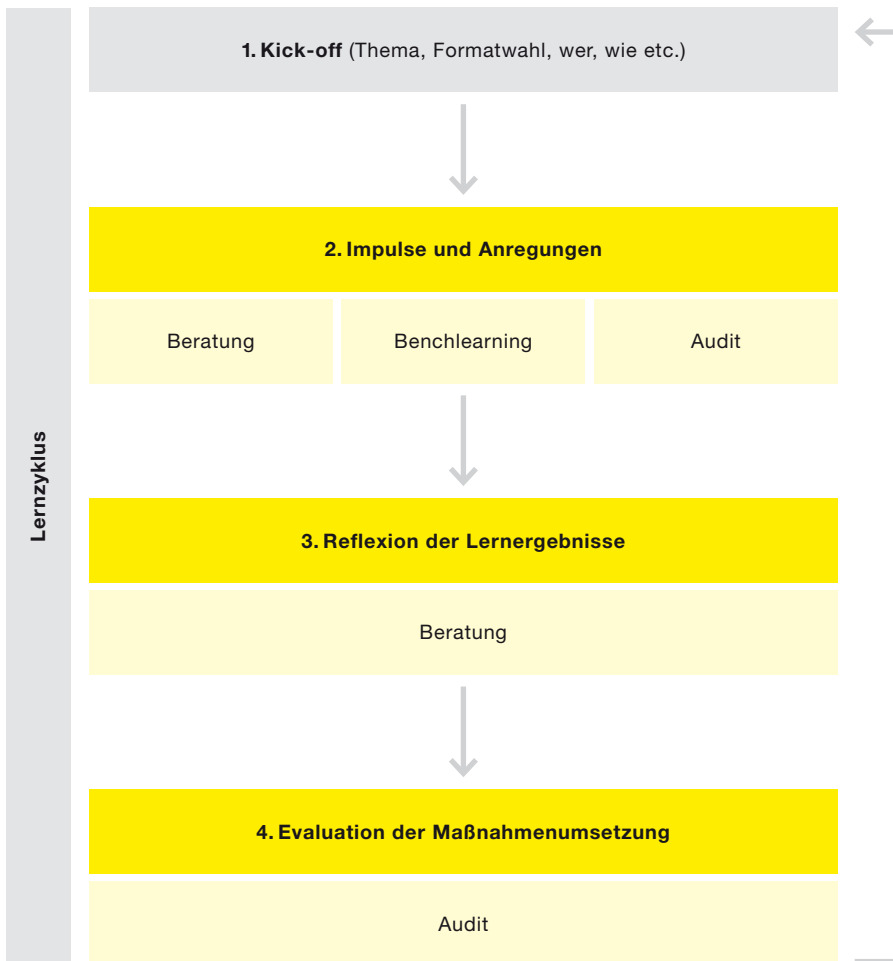 1. Kick-off (Thema, Formatwahl, wer, wie etc.)
2. Impulse und Anregungen
Beratung
Benchlearning
Audit
Lernzyklus
3. Reflexion der Lernergebnisse
Beratung
4. Evaluation der Maßnahmenumsetzung
Audit